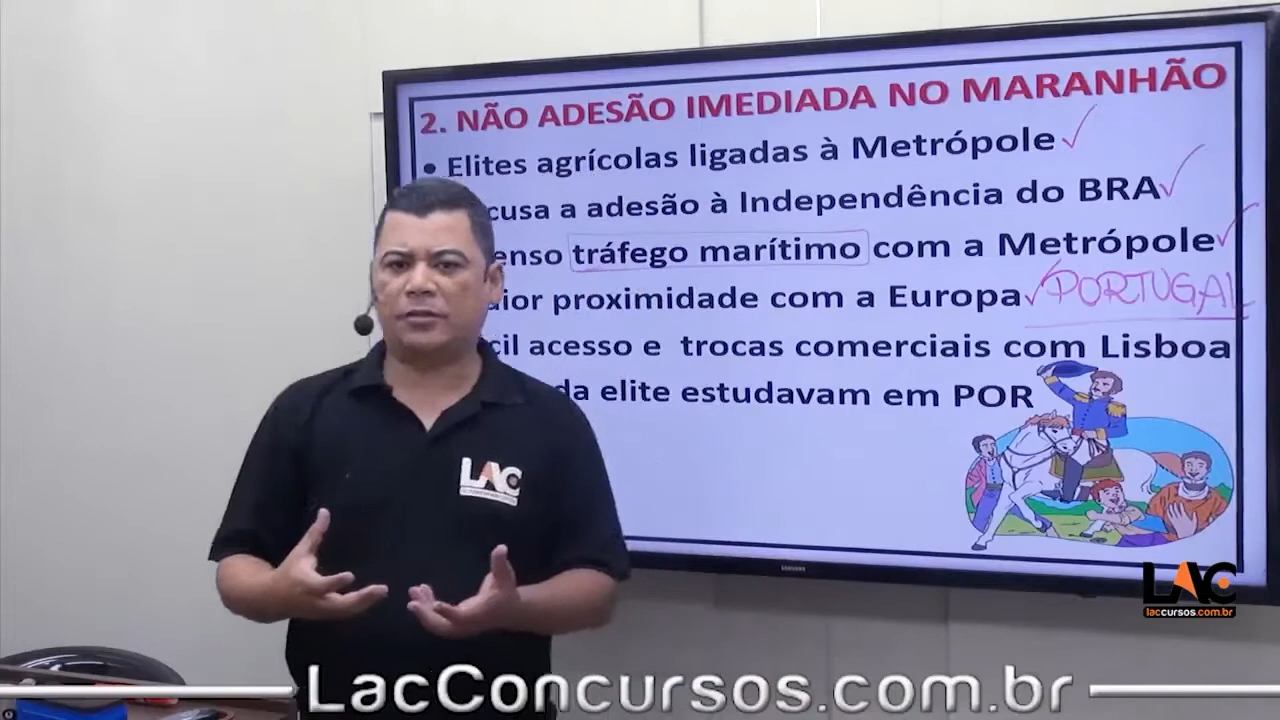 2. NÃO ADESÃO IMEDIADA NO MARANHÃO
• Elites agrícolas ligadas à Metrópole
cusa a adesão à Independência do BRA
enso tráfego marítimo com a Metrópole
ior proximidade com a Europa PORTUGAL
cil acesso e trocas comerciais com Lisboa
da elite estudavam em POR
LAC
SAMSUNG
LAC
laccursos.com.br
LacConcursos.com.br